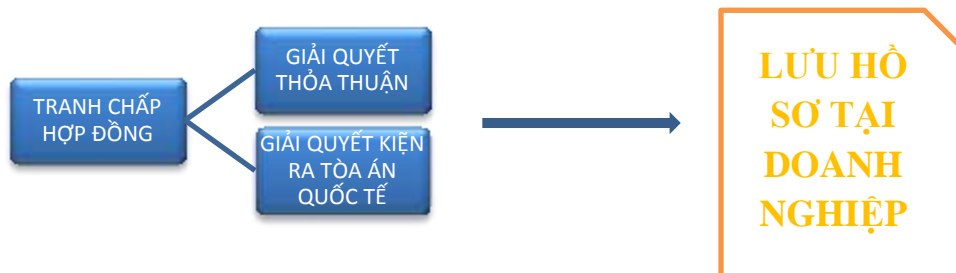 TRANH CHẤP
HỢP ĐỒNG
GIẢI QUYẾT
THỎA THUẬN
GIẢI QUYẾT KIỆN
RA TÒA ÁN
QUỐC TẾ
LƯU HỒ
SƠ TẠI
DOANH
NGHIỆP